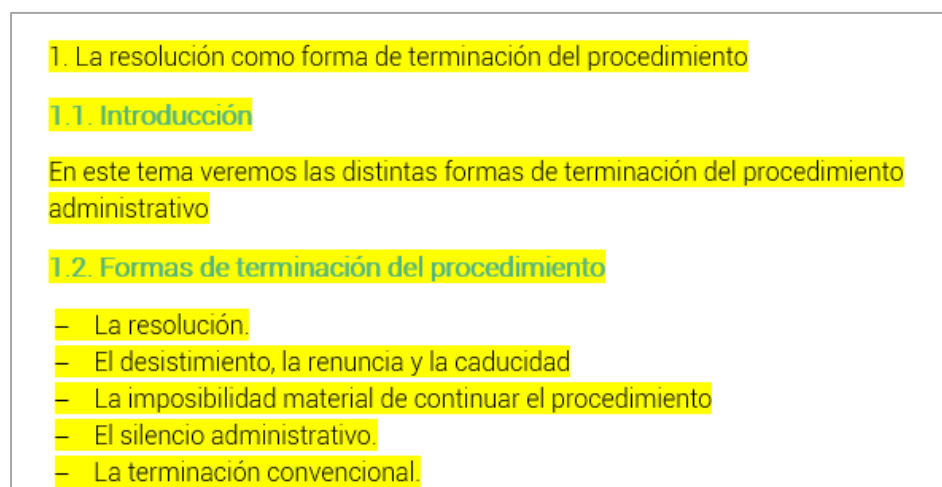 1. La resolución como forma de terminación del procedimiento
1.1. Introducción
En este tema veremos las distintas formas de terminación del procedimiento
administrativo
1.2. Formas de terminación del procedimiento
– La resolución.
– El desistimiento, la renuncia y la caducidad
– La imposibilidad material de continuar el procedimiento
– El silencio administrativo.
– La terminación convencional.